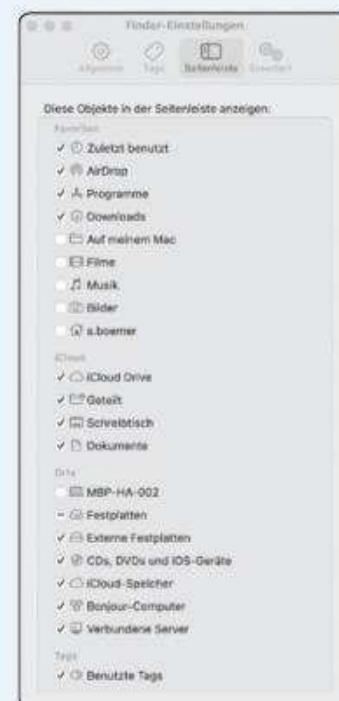 Finder-Einstellungen
Allgemein Tags Seitenleiste Erweitert
Diese Objekte in der Seitenleiste anzeigen:
Favoriten
Zuletzt benutzt
AirDrop
Programme
Downloads
Auf meinem Mac
Filme
Musik
Bilder
a.boerner
iCloud
iCloud Drive
Geteilt
Schreibtisch
Dokumente
Orte
MBP-HA-002
Festplatten
Externe Festplatten
CDs, DVDs und iOS-Geräte
iCloud-Speicher
Bonjour-Computer
Verbundene Server
Tags
Benutzte Tags